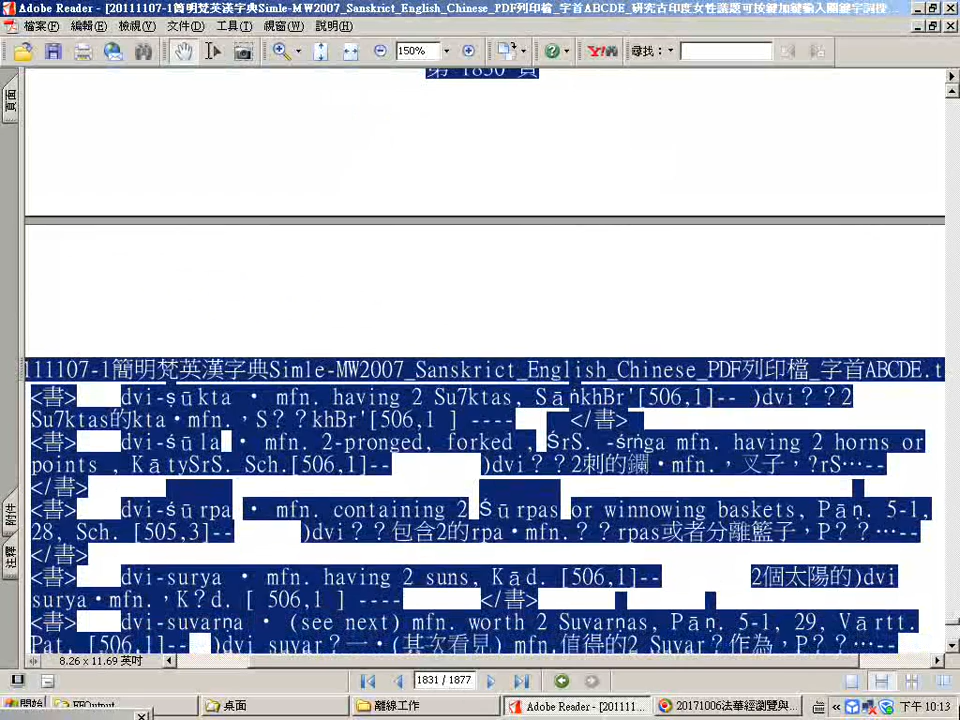 Adobe Reader - [20111107-1簡明梵英漢字典Simle-MW2007_Sanskrict_English_Chinese_PDF列印檔_字首ABCDE_研究古印度女性議題可按鍵加鍵輸入關鍵字詞搜
檔案(F) 編輯(E) 檢視(V) 文件(D) 工具(T) 視窗(W) 說明(H)
150% Y! 尋找:
頁面
第 1830 頁
111107-1簡明梵英漢字典Simle-MW2007_Sanskrict_English_Chinese_PDF列印檔_字首ABCDE.t
<書> dvi-śūkta • mfn. having 2 Su7ktas, SāṅkhBr'[506,1]-- )dvi??2
Su7ktas的kta•mfn.,S??khBr'[506,1 ] ---- </書>
<書> dvi-śūla • mfn. 2-pronged, forked , ŚrS. -śṛṅga mfn. having 2 horns or
points , KātySrS. Sch.[506,1]-- )dvi??2刺的鑭•mfn.,叉子,?rS…--
</書>
<書> dvi-śūrpa • mfn. containing 2 Śūrpas or winnowing baskets, Pāṇ. 5-1,
28, Sch. [505,3]-- )dvi??包含2的rpa•mfn.??rpas或者分離籃子,P??…--
</書>
<書> dvi-surya • mfn. having 2 suns, Kād. [506,1]-- 2個太陽的)dvi
surya•mfn.,K?d. [ 506,1 ] ---- </書>
<書> dvi-suvarṇa • (see next) mfn. worth 2 Suvarṇas, Pāṇ. 5-1, 29, Vārtt.
Pat. [506,1]-- )dvi suvar?一•(其次看見) mfn.值得的2 Suvar?作為,P??…--
附件
注釋
8.26 x 11.69 英吋
1831 / 1877
開始 FFOutput 桌面 離線工作 Adobe Reader - [201111... 20171006法華經瀏覽與... 下午 10:13